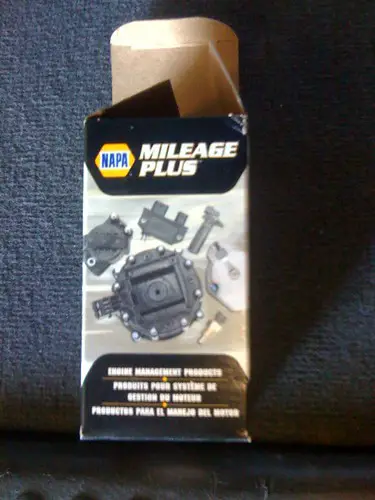 NAPA
MILEAGE
PLUS
ENGINE MANAGEMENT PRODUCTS
PRODUITS POUR SYSTÈME DE
GESTION DU MOTEUR
PRODUCTOS PARA EL MANEJO DEL MOTOR